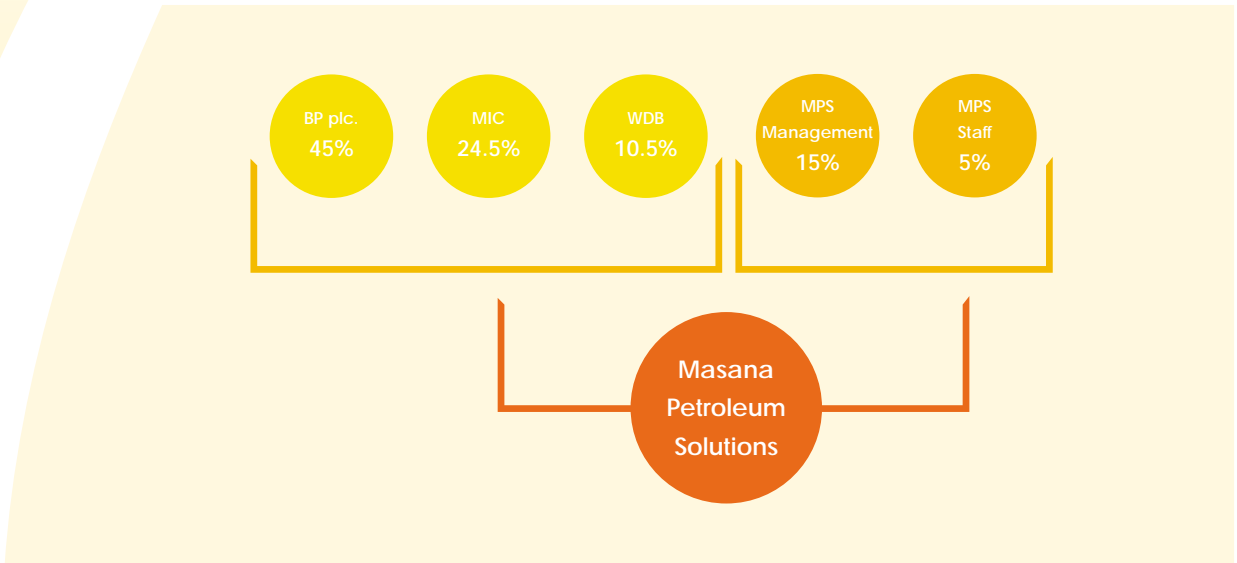 BP plc.
45%
MIC
24.5%
WDB
10.5%
MPS
Management
15%
MPS
Staff
5%
Masana
Petroleum
Solutions